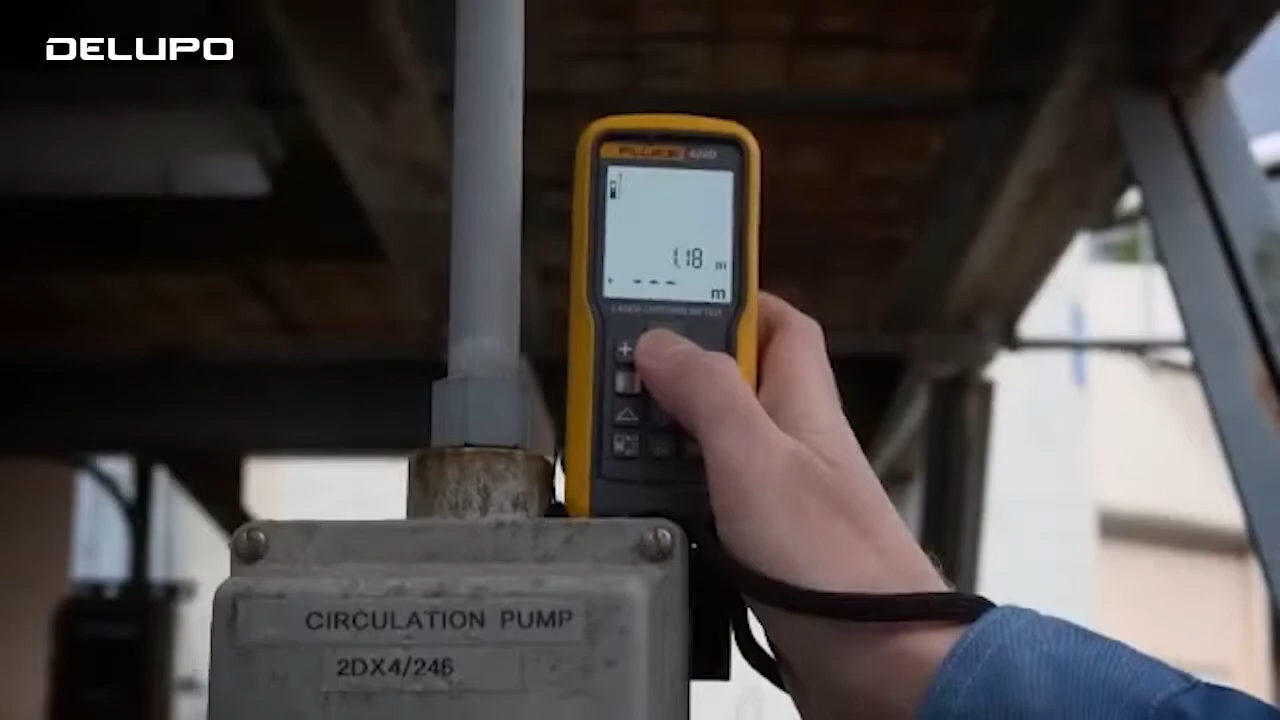 DELUPO
FLUKE
1.18 m
m
CIRCULATION PUMP
2DX4/246